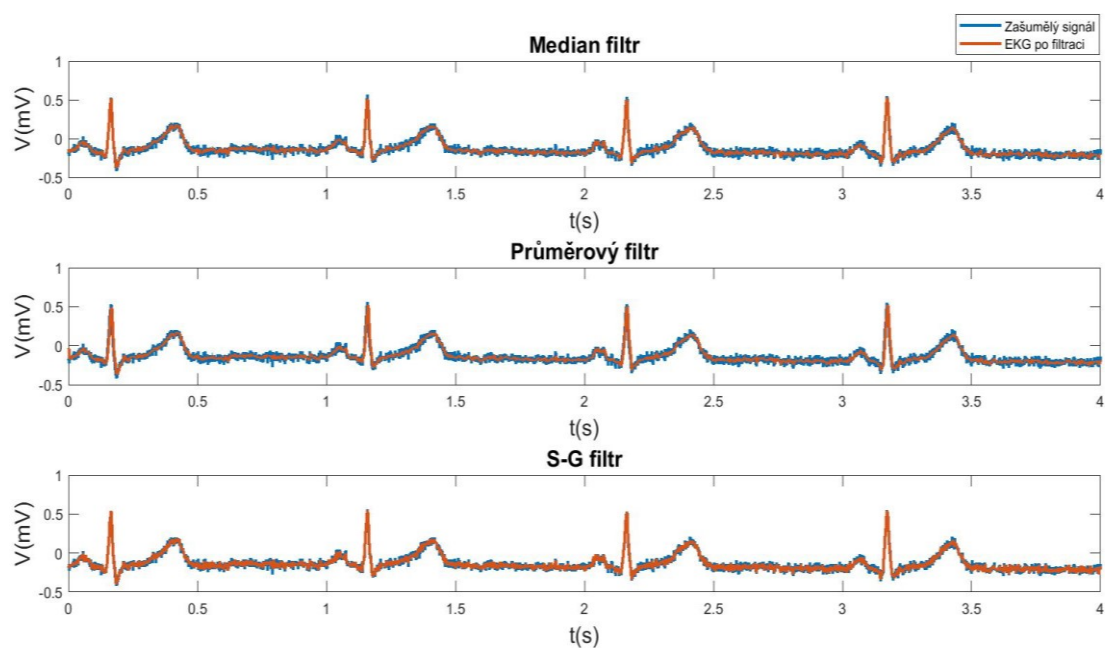 Zašumělý signál
EKG po filtraci
Median filtr
1
0.5
0
-0.5
V(mV)
0 0.5 1 1.5 2 2.5 3 3.5 4
t(s)
Průměrový filtr
1
0.5
0
-0.5
V(mV)
0 0.5 1 1.5 2 2.5 3 3.5 4
t(s)
S-G filtr
1
0.5
0
-0.5
V(mV)
0 0.5 1 1.5 2 2.5 3 3.5 4
t(s)